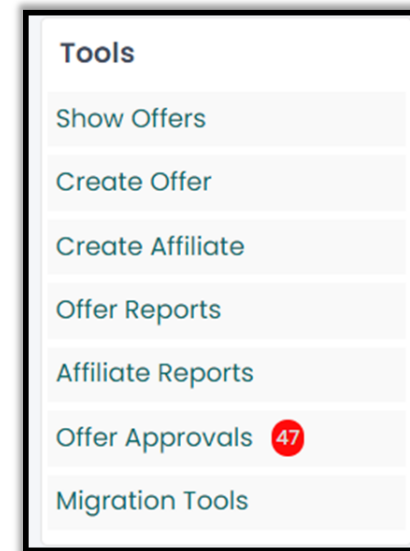 Tools
Show Offers
Create Offer
Create Affiliate
Offer Reports
Affiliate Reports
Offer Approvals 47
Migration Tools